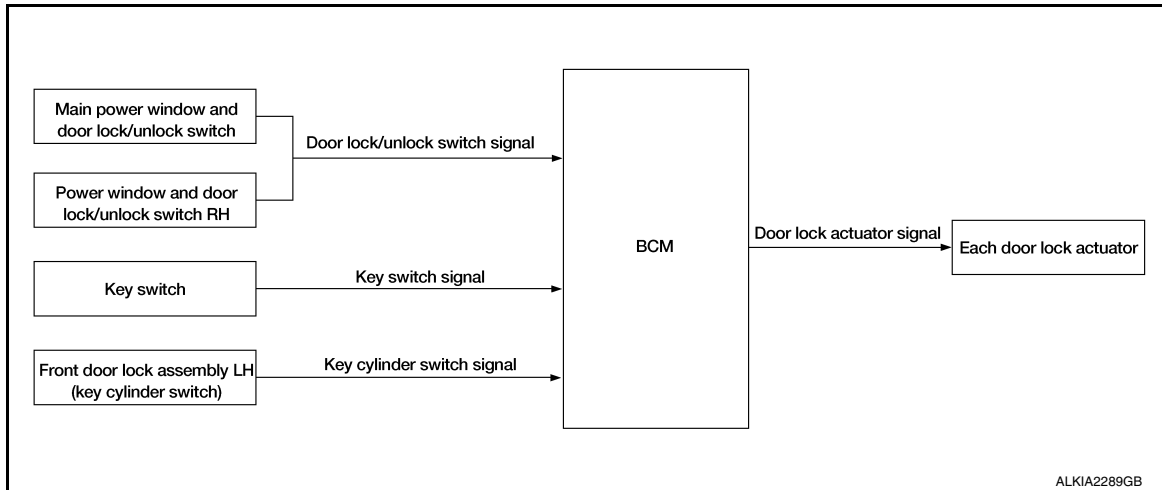 Main power window and
door lock/unlock switch
Door lock/unlock switch signal
Power window and door
lock/unlock switch RH
Key switch
Key switch signal
Front door lock assembly LH
(key cylinder switch)
Key cylinder switch signal
BCM
Door lock actuator signal
Each door lock actuator
ALKIA2289GB